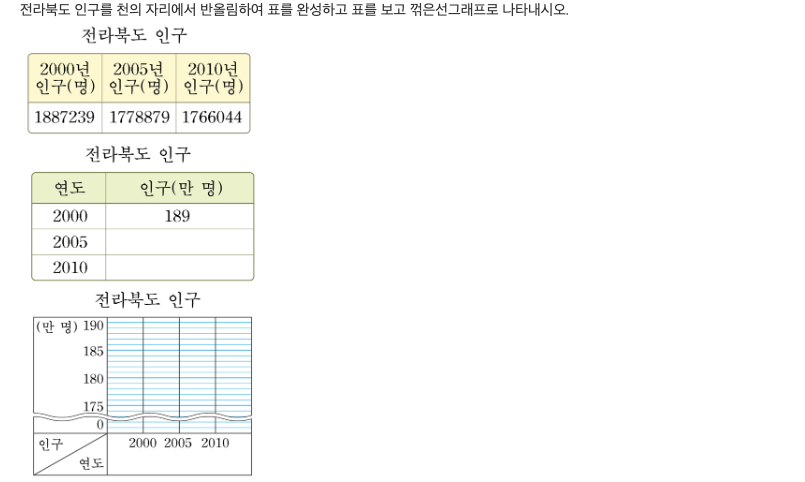 전라북도 인구를 천의 자리에서 반올림하여 표를 완성하고 표를 보고 꺾은선그래프로 나타내시오.
전라북도 인구
2000년 2005년 2010년
인구(명) 인구(명) 인구(명)
1887239 1778879 1766044
전라북도 인구
연도 인구(만 명)
2000 189
2005
2010
전라북도 인구
(만 명) 190
185
180
175
0
인구 2000 2005 2010
연도